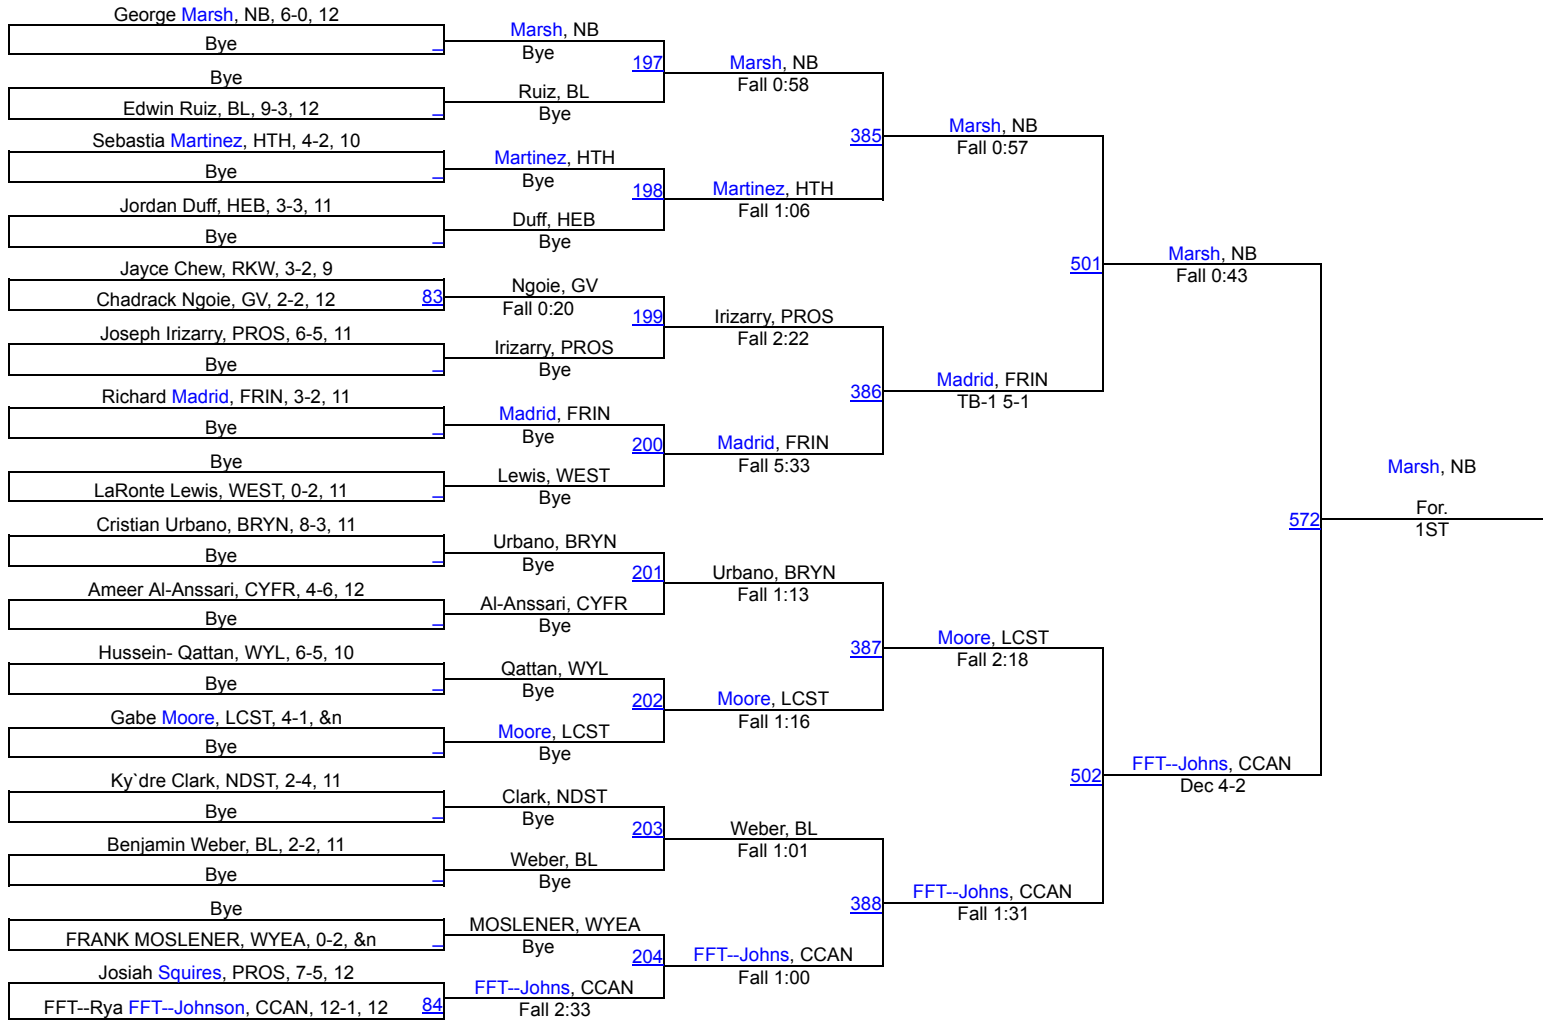 George Marsh, NB, 6-0, 12
Bye
Bye
Edwin Ruiz, BL, 9-3, 12
Sebastia Martinez, HTH, 4-2, 10
Bye
Jordan Duff, HEB, 3-3, 11
Bye
Jayce Chew, RKW, 3-2, 9
Chadrack Ngoie, GV, 2-2, 12
83
Joseph Irizarry, PROS, 6-5, 11
Bye
Richard Madrid, FRIN, 3-2, 11
Bye
Bye
LaRonte Lewis, WEST, 0-2, 11
Cristian Urbano, BRYN, 8-3, 11
Bye
Ameer Al-Anssari, CYFR, 4-6, 12
Bye
Hussein- Qattan, WYL, 6-5, 10
Bye
Gabe Moore, LCST, 4-1, &n
Bye
Ky`dre Clark, NDST, 2-4, 11
Bye
Benjamin Weber, BL, 2-2, 11
Bye
Bye
FRANK MOSLENER, WYEA, 0-2, &n
Josiah Squires, PROS, 7-5, 12
FFT--Rya FFT--Johnson, CCAN, 12-1, 12
84
Marsh, NB
Bye
197
Ruiz, BL
Bye
Martinez, HTH
Bye
198
Duff, HEB
Bye
Ngoie, GV
Fall 0:20
199
Irizarry, PROS
Bye
Madrid, FRIN
Bye
200
Lewis, WEST
Bye
Urbano, BRYN
Bye
201
Al-Anssari, CYFR
Bye
Qattan, WYL
Bye
202
Moore, LCST
Bye
Clark, NDST
Bye
203
Weber, BL
Bye
MOSLENER, WYEA
Bye
204
FFT--Johns, CCAN
Fall 2:33
Marsh, NB
Fall 0:58
385
Martinez, HTH
Fall 1:06
Irizarry, PROS
Fall 2:22
386
Madrid, FRIN
Fall 5:33
Urbano, BRYN
Fall 1:13
387
Moore, LCST
Fall 1:16
Weber, BL
Fall 1:01
388
FFT--Johns, CCAN
Fall 1:00
Marsh, NB
Fall 0:57
501
Madrid, FRIN
TB-1 5-1
Moore, LCST
Fall 2:18
502
FFT--Johns, CCAN
Fall 1:31
Marsh, NB
Fall 0:43
572
FFT--Johns, CCAN
Dec 4-2
Marsh, NB
For.
1ST